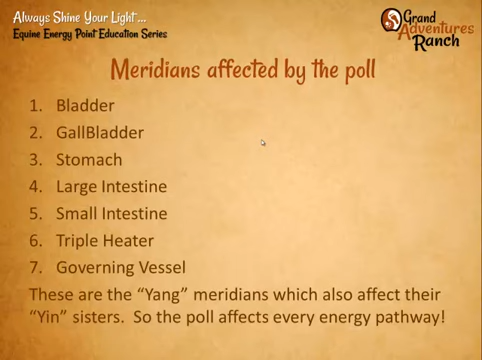 Always Shine Your Light...
Equine Energy Point Education Series
Grand
Adventures
Ranch
Meridians affected by the poll
1. Bladder
2. GallBladder
3. Stomach
4. Large Intestine
5. Small Intestine
6. Triple Heater
7. Governing Vessel
These are the “Yang” meridians which also affect their
“Yin” sisters.  So the poll affects every energy pathway!